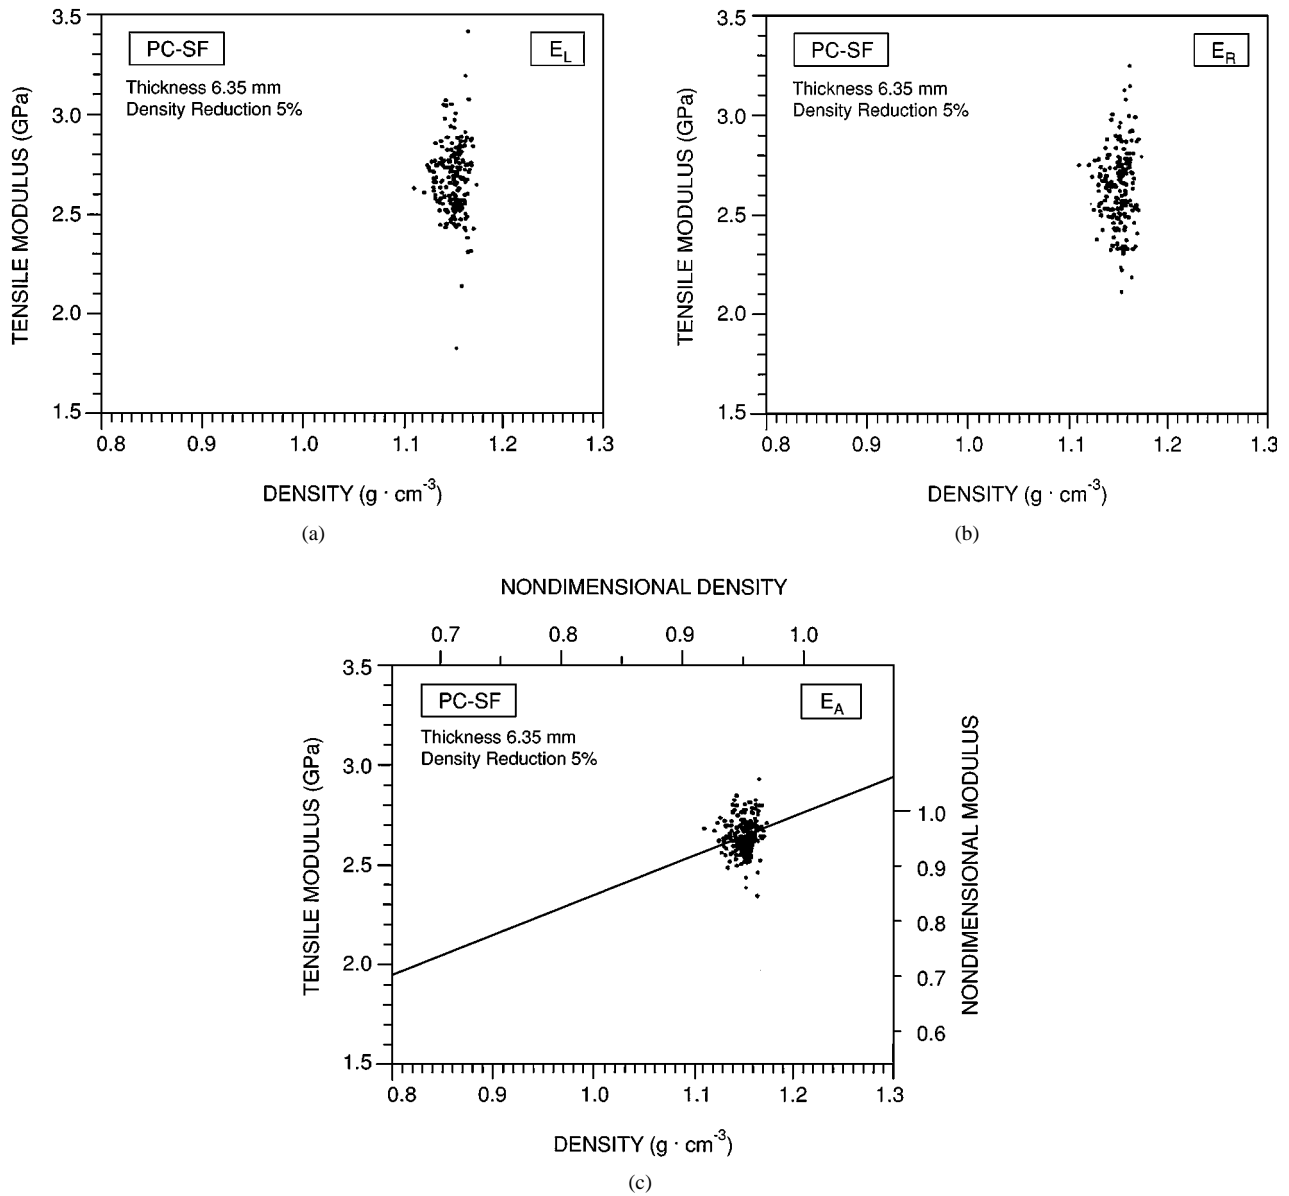 3.5
PC-SF
E_L
Thickness 6.35 mm
Density Reduction 5%
3.0
2.5
2.0
1.5
TENSILE MODULUS (GPa)
0.8 0.9 1.0 1.1 1.2 1.3
DENSITY (g · cm^-3)
(a)
3.5
PC-SF
E_R
Thickness 6.35 mm
Density Reduction 5%
3.0
2.5
2.0
1.5
TENSILE MODULUS (GPa)
0.8 0.9 1.0 1.1 1.2 1.3
DENSITY (g · cm^-3)
(b)
NONDIMENSIONAL DENSITY
0.7 0.8 0.9 1.0
3.5
PC-SF
E_A
Thickness 6.35 mm
Density Reduction 5%
3.0
2.5
2.0
1.5
TENSILE MODULUS (GPa)
1.0
0.9
0.8
0.7
0.6
NONDIMENSIONAL MODULUS
0.8 0.9 1.0 1.1 1.2 1.3
DENSITY (g · cm^-3)
(c)